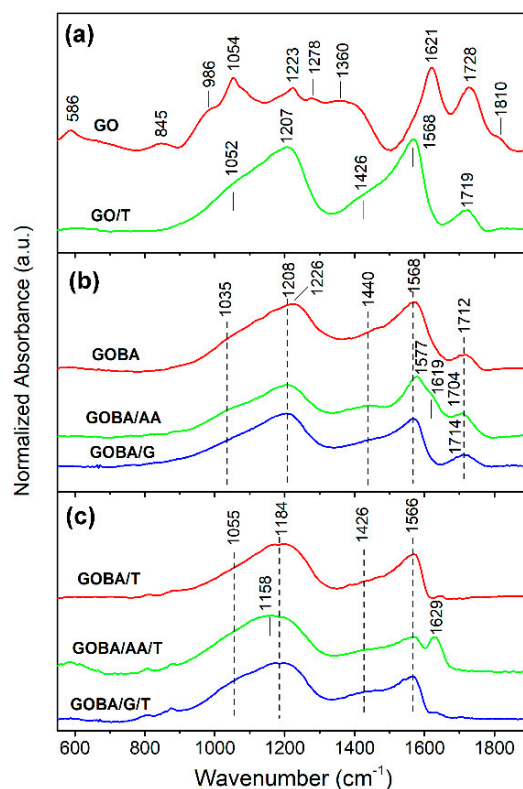 (a)
586
845
986
1054
1223
1278
1360
1621
1728
1810
GO
1052
1207
1426
1568
1719
GO/T
(b)
1035
1208
1226
1440
1568
1712
GOBA
1577
1619
1704
GOBA/AA
1714
GOBA/G
(c)
1055
1184
1426
1566
GOBA/T
1158
1629
GOBA/AA/T
GOBA/G/T
600 800 1000 1200 1400 1600 1800
Wavenumber (cm⁻¹)
Normalized Absorbance (a.u.)